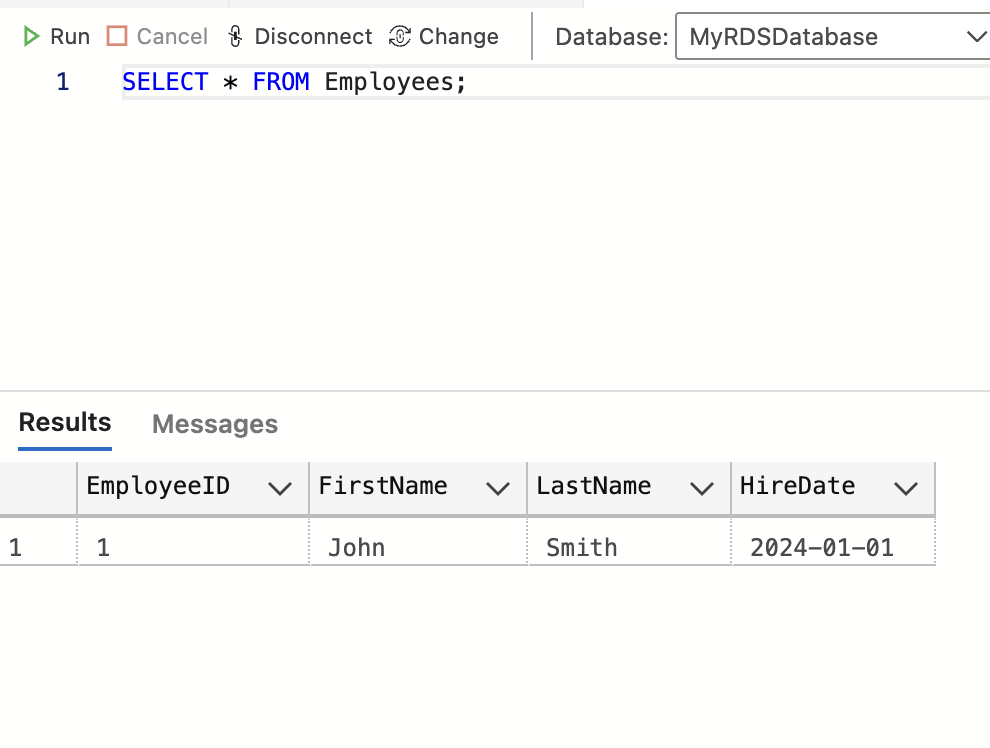 Run Cancel Disconnect Change Database: MyRDSDatabase
1 SELECT * FROM Employees;
Results Messages
EmployeeID FirstName LastName HireDate
1 1 John Smith 2024-01-01